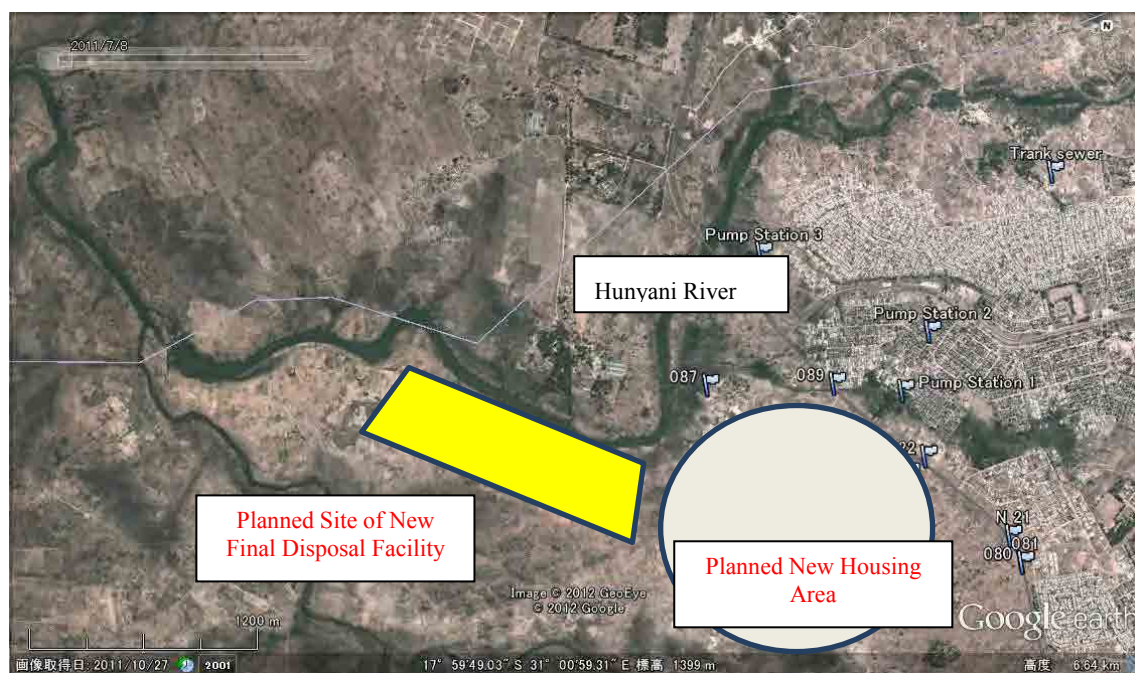 2011/7/8
N
Trank sewer
Pump Station 3
Hunyani River
Pump Station 2
087
089
Pump Station 1
22
Planned Site of New
Final Disposal Facility
N 21
081
080
Planned New Housing
Area
Image © 2012 GeoEye
© 2012 Google
Google earth
1200 m
画像取得日: 2011/10/27 2001 17° 59'49.03" S 31° 00'59.31" E 標高 1399 m 高度 6.64 km